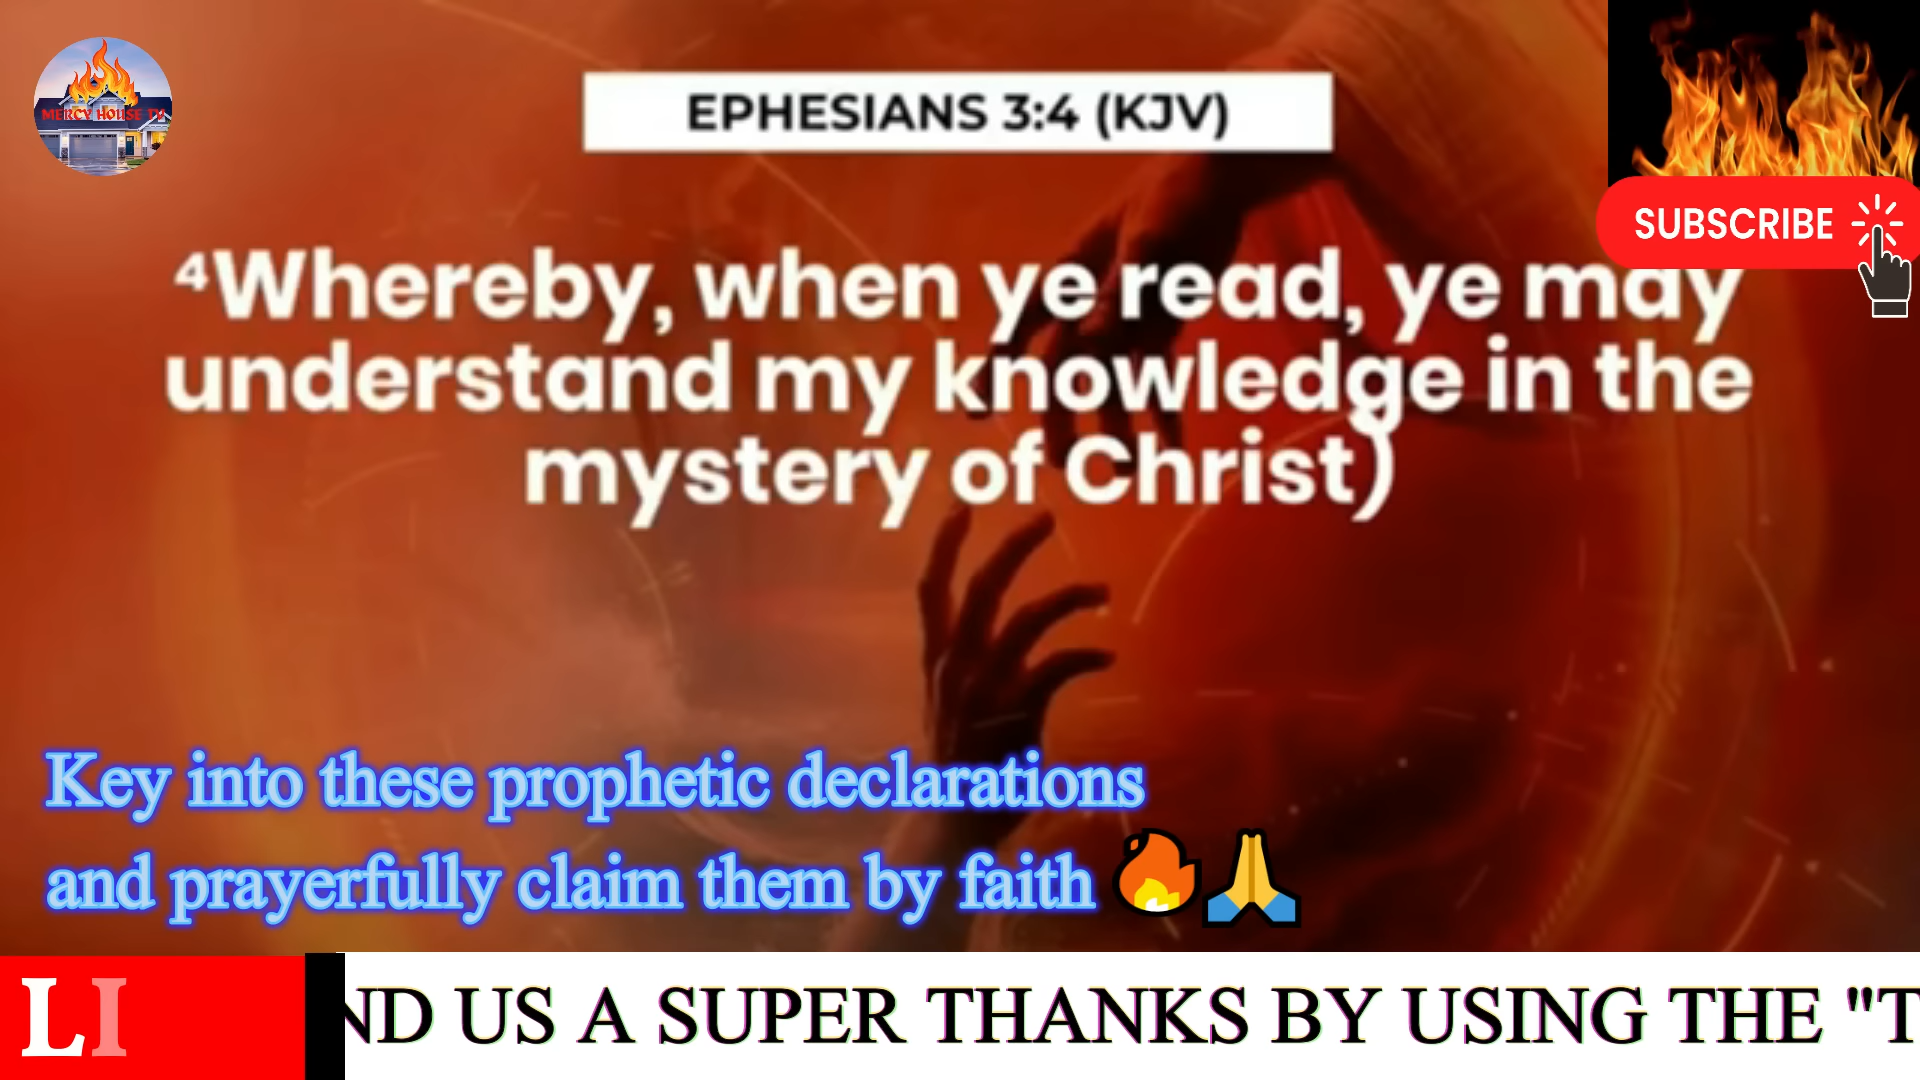 MERCY HOUSE TV
EPHESIANS 3:4 (KJV)
SUBSCRIBE
⁴Whereby, when ye read, ye may
understand my knowledge in the
mystery of Christ)
Key into these prophetic declarations
and prayerfully claim them by faith 🔥🙏
LI
ND US A SUPER THANKS BY USING THE "T